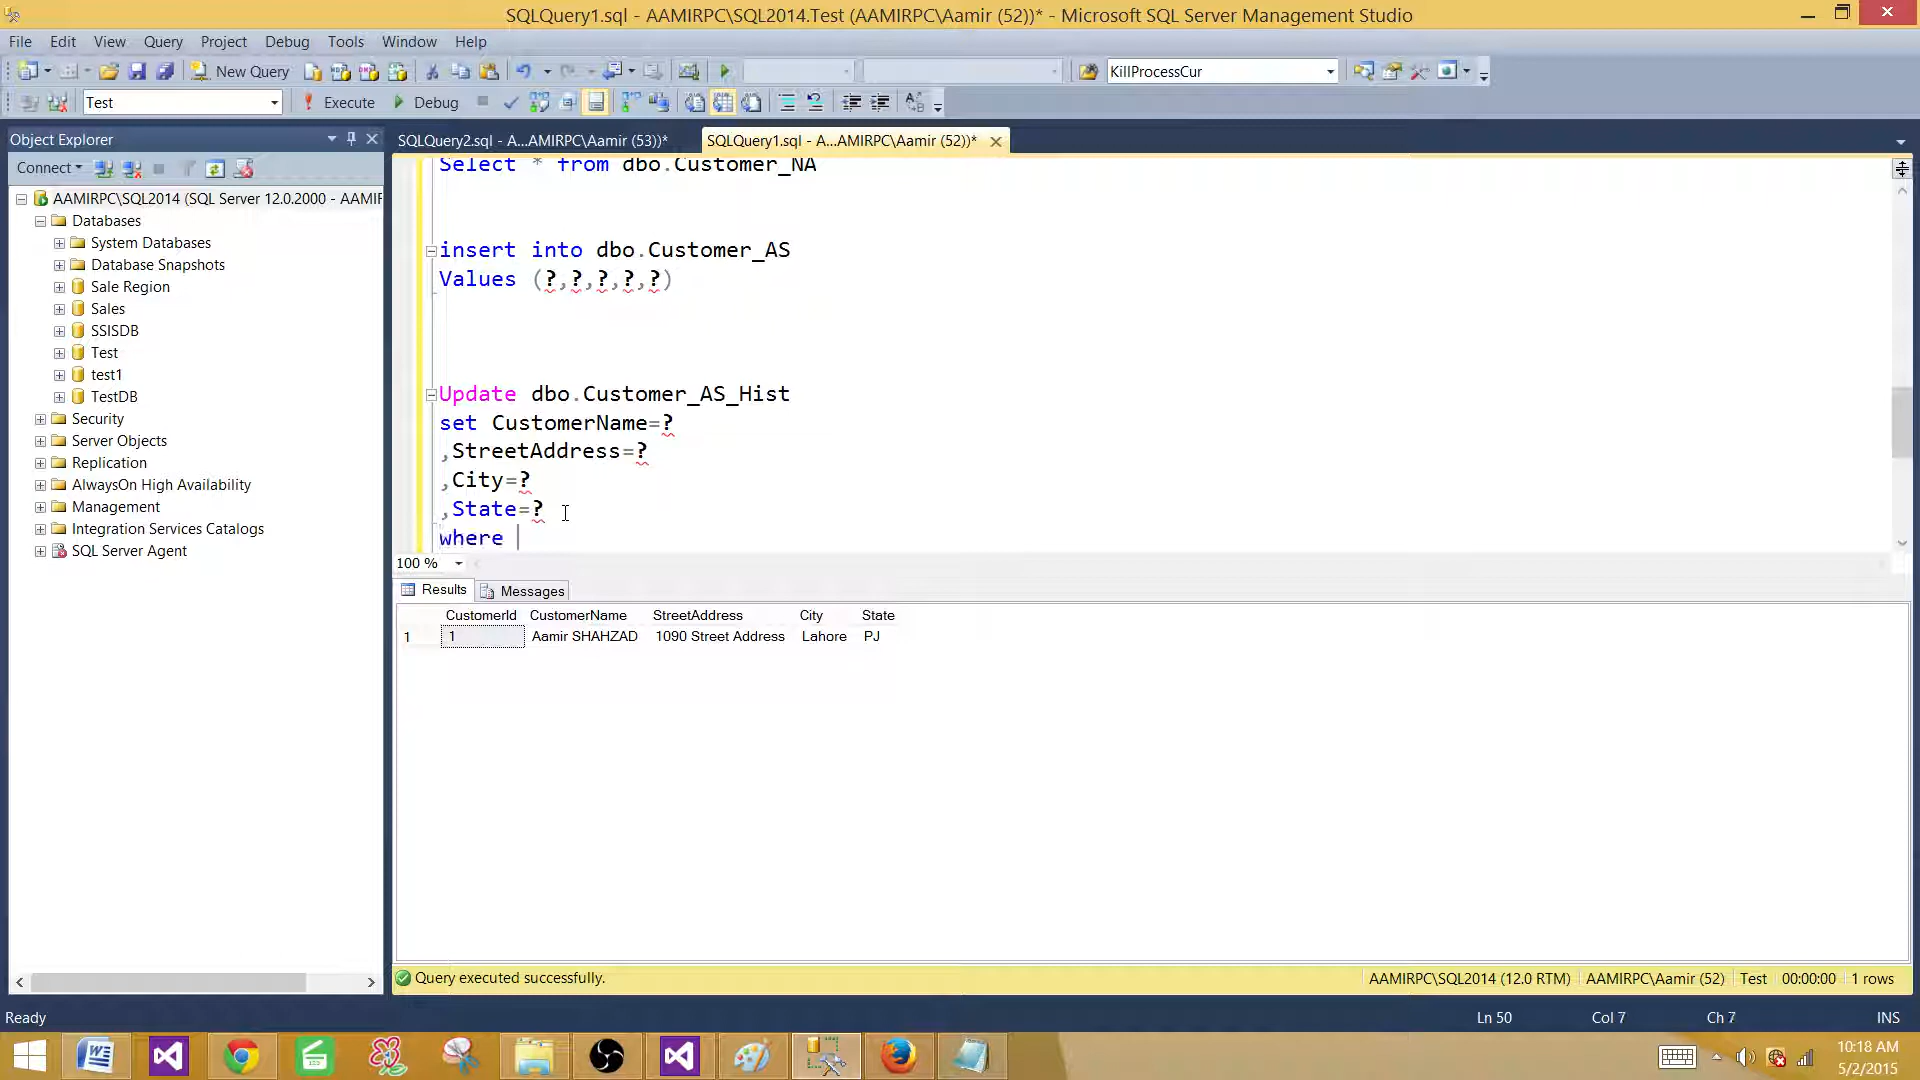 SQLQuery1.sql - AAMIRPC\SQL2014.Test (AAMIRPC\Aamir (52))* - Microsoft SQL Server Management Studio
File Edit View Query Project Debug Tools Window Help
New Query KillProcessCur
Test Execute Debug
Object Explorer
SQLQuery2.sql - A...AMIRPC\Aamir (53))* SQLQuery1.sql - A...AMIRPC\Aamir (52))*
Connect
AAMIRPC\SQL2014 (SQL Server 12.0.2000 - AAMIF
Databases
System Databases
Database Snapshots
Sale Region
Sales
SSISDB
Test
test1
TestDB
Security
Server Objects
Replication
AlwaysOn High Availability
Management
Integration Services Catalogs
SQL Server Agent
Select * from dbo.Customer_NA
insert into dbo.Customer_AS
Values (?,?,?,?,?)
Update dbo.Customer_AS_Hist
set CustomerName=?
,StreetAddress=?
,City=?
,State=?
where
100 %
Results Messages
CustomerId CustomerName StreetAddress City State
1 1 Aamir SHAHZAD 1090 Street Address Lahore PJ
Query executed successfully. AAMIRPC\SQL2014 (12.0 RTM) AAMIRPC\Aamir (52) Test 00:00:00 1 rows
Ready Ln 50 Col 7 Ch 7 INS
10:18 AM
5/2/2015